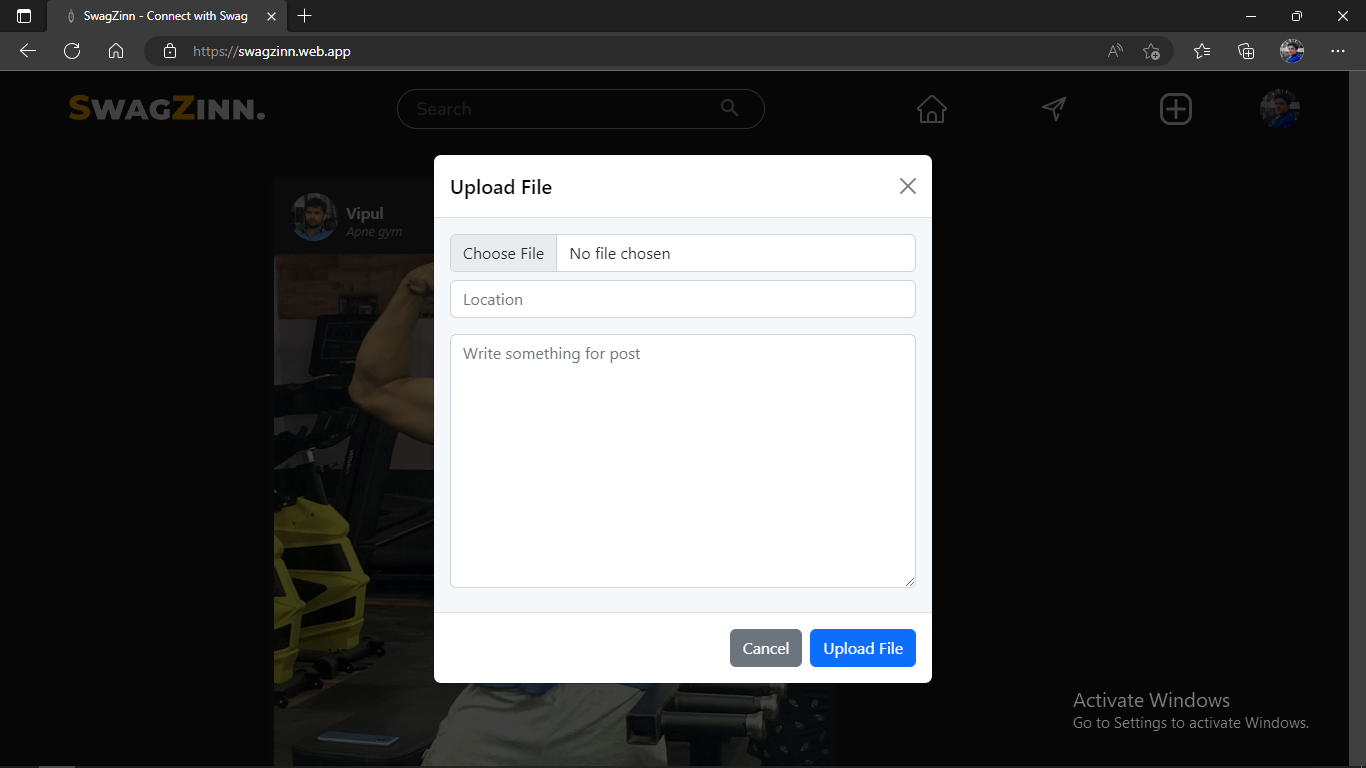 SwagZinn - Connect with Swag
https://swagzinn.web.app
SWAGZINN.
Search
Vipul
Apne gym
Upload File
Choose File
No file chosen
Location
Write something for post
Cancel
Upload File
Activate Windows
Go to Settings to activate Windows.